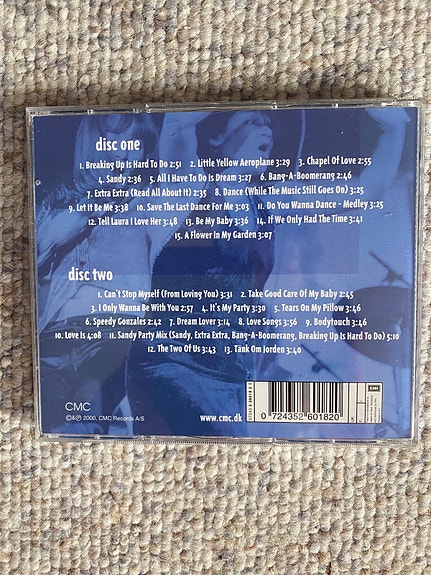 disc one
1. Breaking Up Is Hard To Do 2:51 2. Little Yellow Aeroplane 3:29 3. Chapel Of Love 2:55
4. Sandy 2:36 5. All I Have To Do Is Dream 3:27 6. Bang-A-Boomerang 2:46
7. Extra Extra (Read All About It) 2:35 8. Dance (While The Music Still Goes On) 3:25
9. Let It Be Me 3:38 10. Save The Last Dance For Me 3:03 11. Do You Wanna Dance - Medley 3:25
12. Tell Laura I Love Her 3:48 13. Be My Baby 3:36 14. If We Only Had The Time 3:41
15. A Flower In My Garden 3:07
disc two
1. Can't Stop Myself (From Loving You) 3:31 2. Take Good Care Of My Baby 2:45
3. I Only Wanna Be With You 2:57 4. It's My Party 3:30 5. Tears On My Pillow 3:46
6. Speedy Gonzales 2:42 7. Dream Lover 3:14 8. Love Songs 3:56 9. Bodytouch 3:46
10. Love Is 4:08 11. Sandy Party Mix (Sandy, Extra Extra, Bang-A-Boomerang, Breaking Up Is Hard To Do) 5:10
12. The Two Of Us 3:43 13. Tänk Om Jorden 3:40
CMC
©&℗ 2000, CMC Records A/S
www.cmc.dk
0 724352 601820
EMI